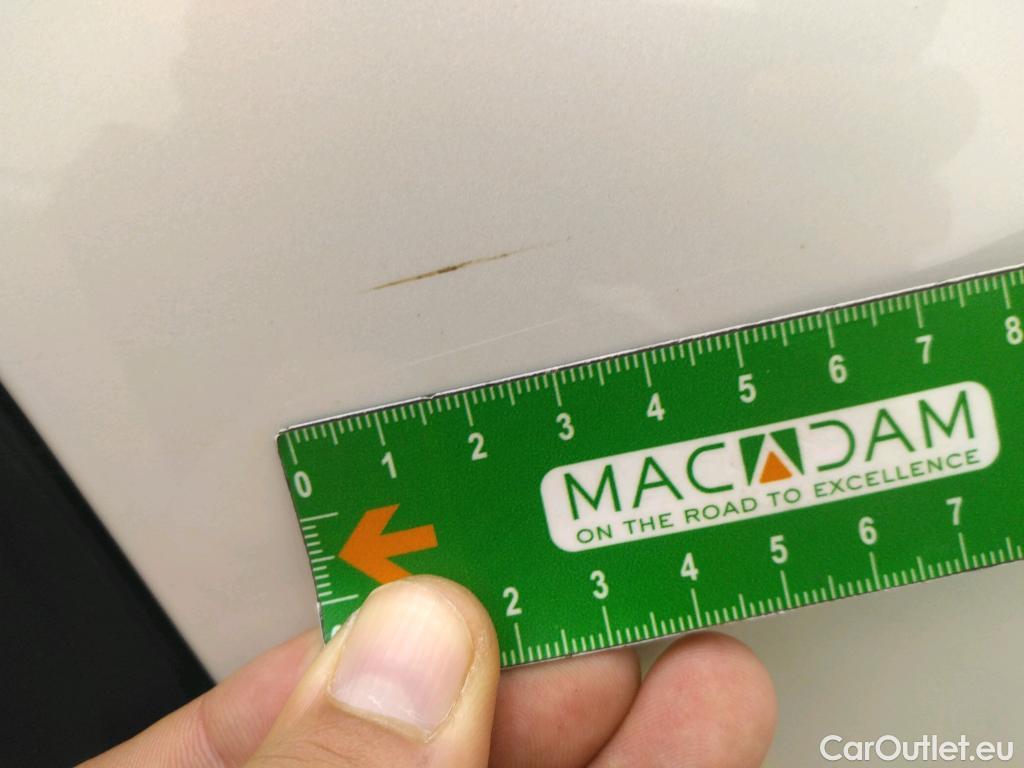 0 1 2 3 4 5 6 7 8
MACADAM
ON THE ROAD TO EXCELLENCE
2 3 4 5 6 7
CarOutlet.eu